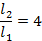 l₂/l₁ = 4